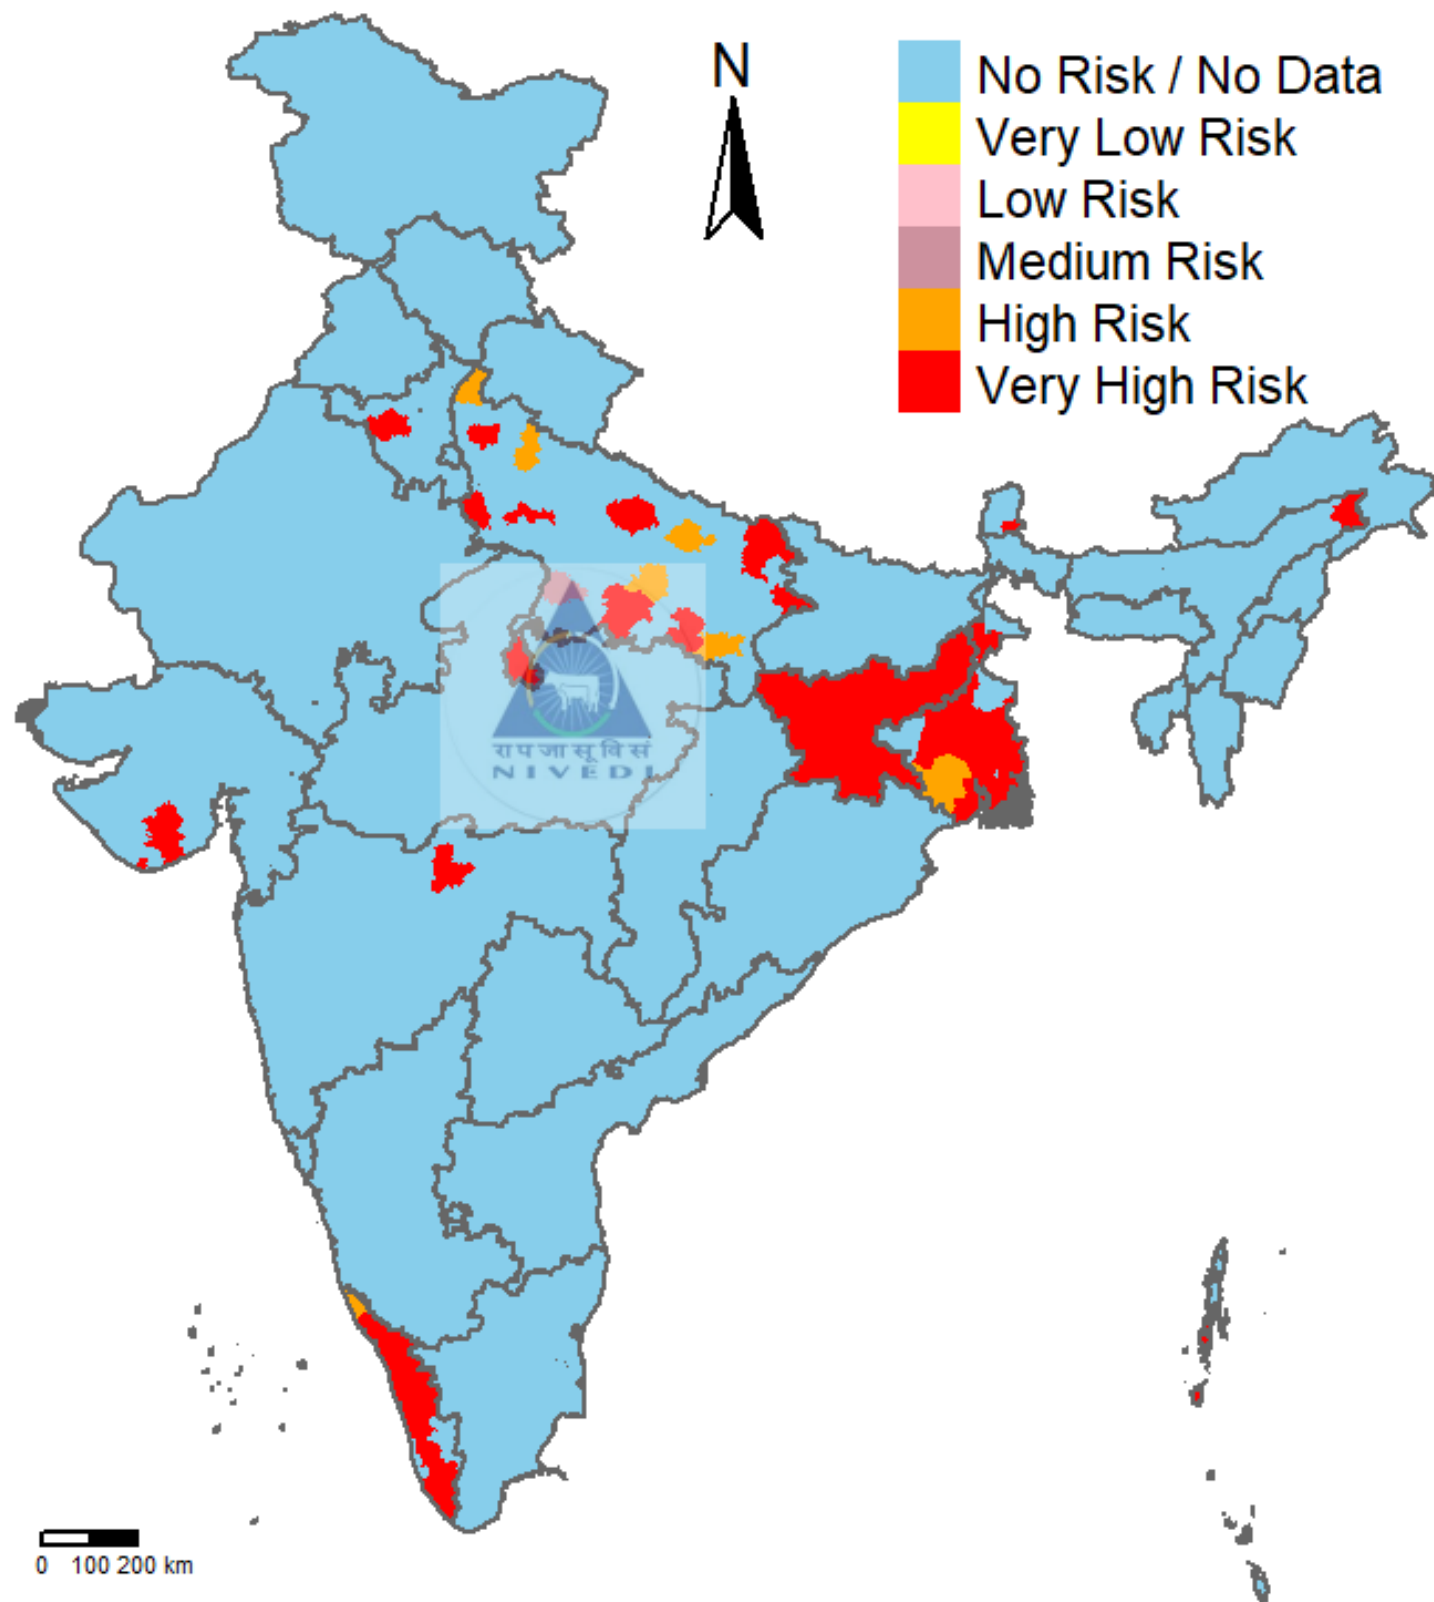 N
No Risk / No Data
Very Low Risk
Low Risk
Medium Risk
High Risk
Very High Risk
रापजासूविसं
NIVEDI
0 100 200 km